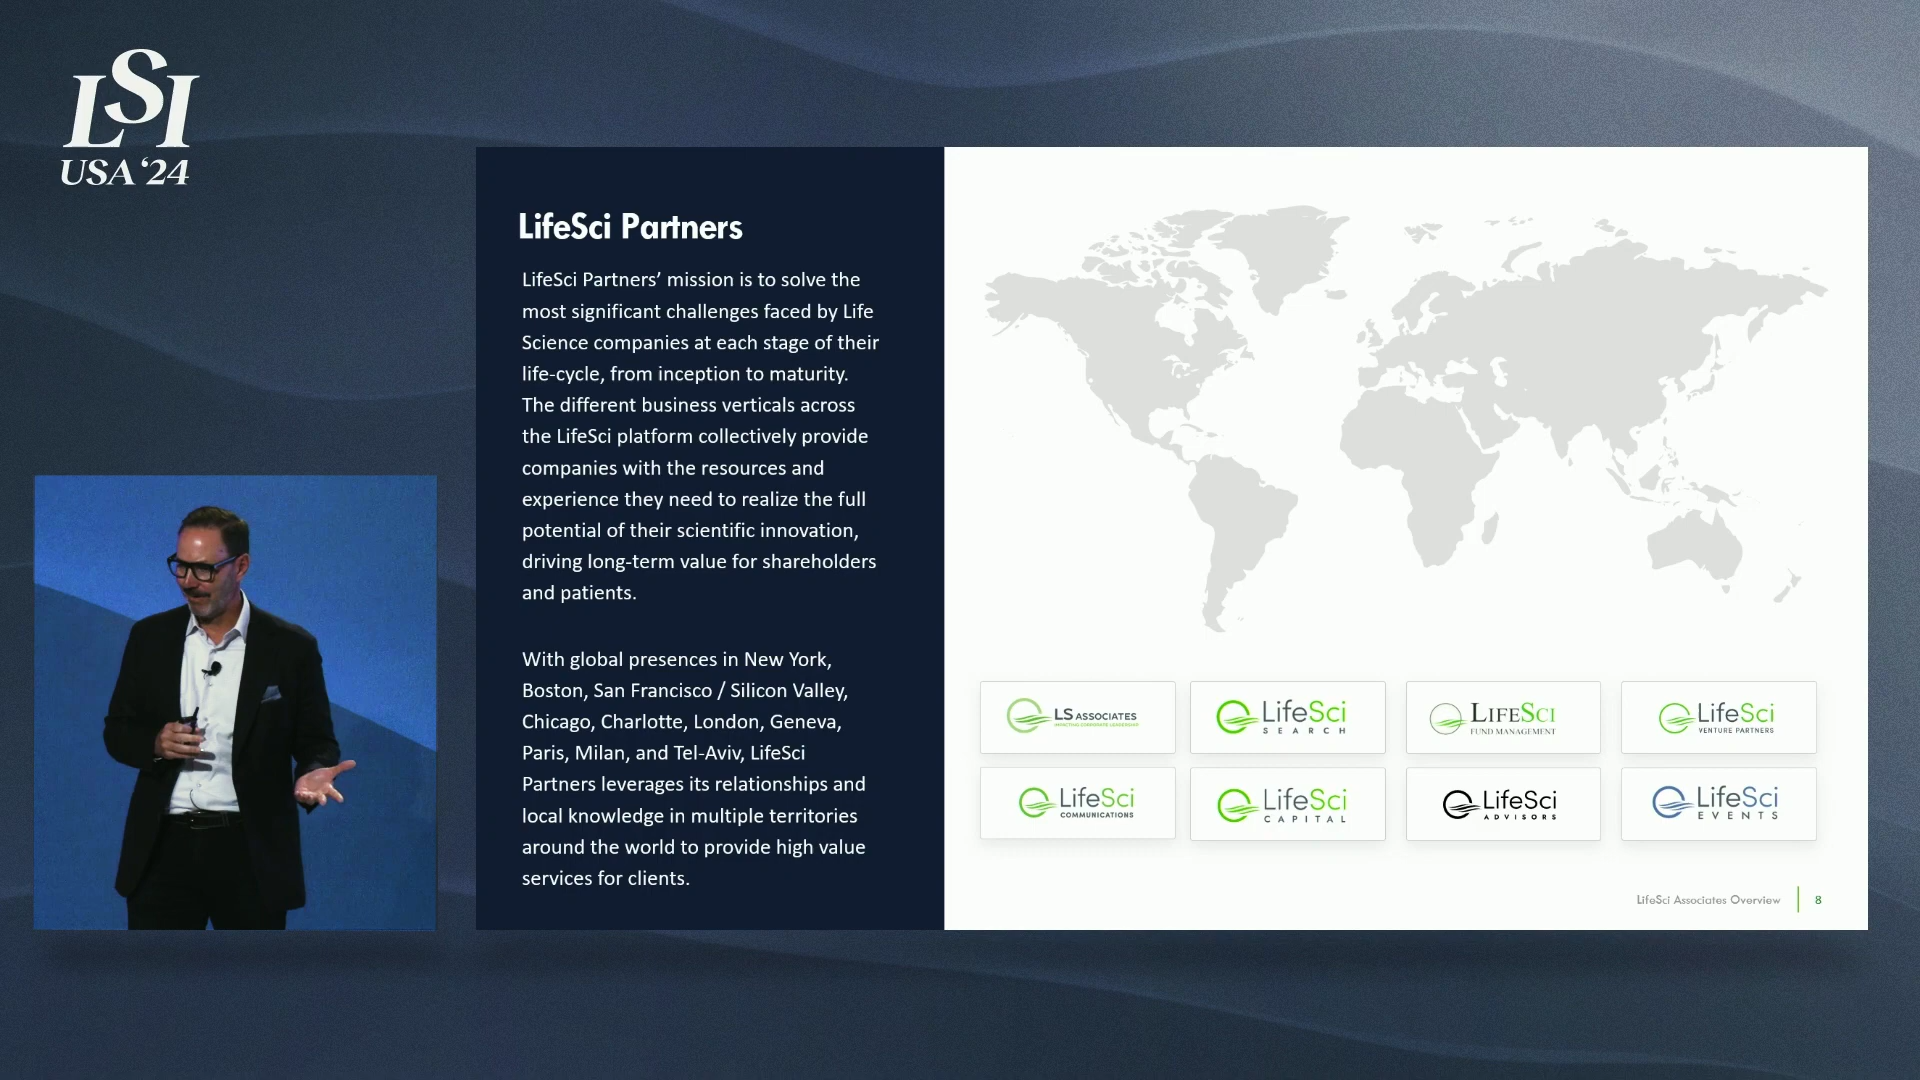 LSI
USA '24
LifeSci Partners
LifeSci Partners’ mission is to solve the
most significant challenges faced by Life
Science companies at each stage of their
life-cycle, from inception to maturity.
The different business verticals across
the LifeSci platform collectively provide
companies with the resources and
experience they need to realize the full
potential of their scientific innovation,
driving long-term value for shareholders
and patients.
With global presences in New York,
Boston, San Francisco / Silicon Valley,
Chicago, Charlotte, London, Geneva,
Paris, Milan, and Tel-Aviv, LifeSci
Partners leverages its relationships and
local knowledge in multiple territories
around the world to provide high value
services for clients.
LS ASSOCIATES
IMPACTING CORPORATE LEADERSHIP
LifeSci
SEARCH
LIFESCI
FUND MANAGEMENT
LifeSci
VENTURE PARTNERS
LifeSci
COMMUNICATIONS
LifeSci
CAPITAL
LifeSci
ADVISORS
LifeSci
EVENTS
LifeSci Associates Overview
8